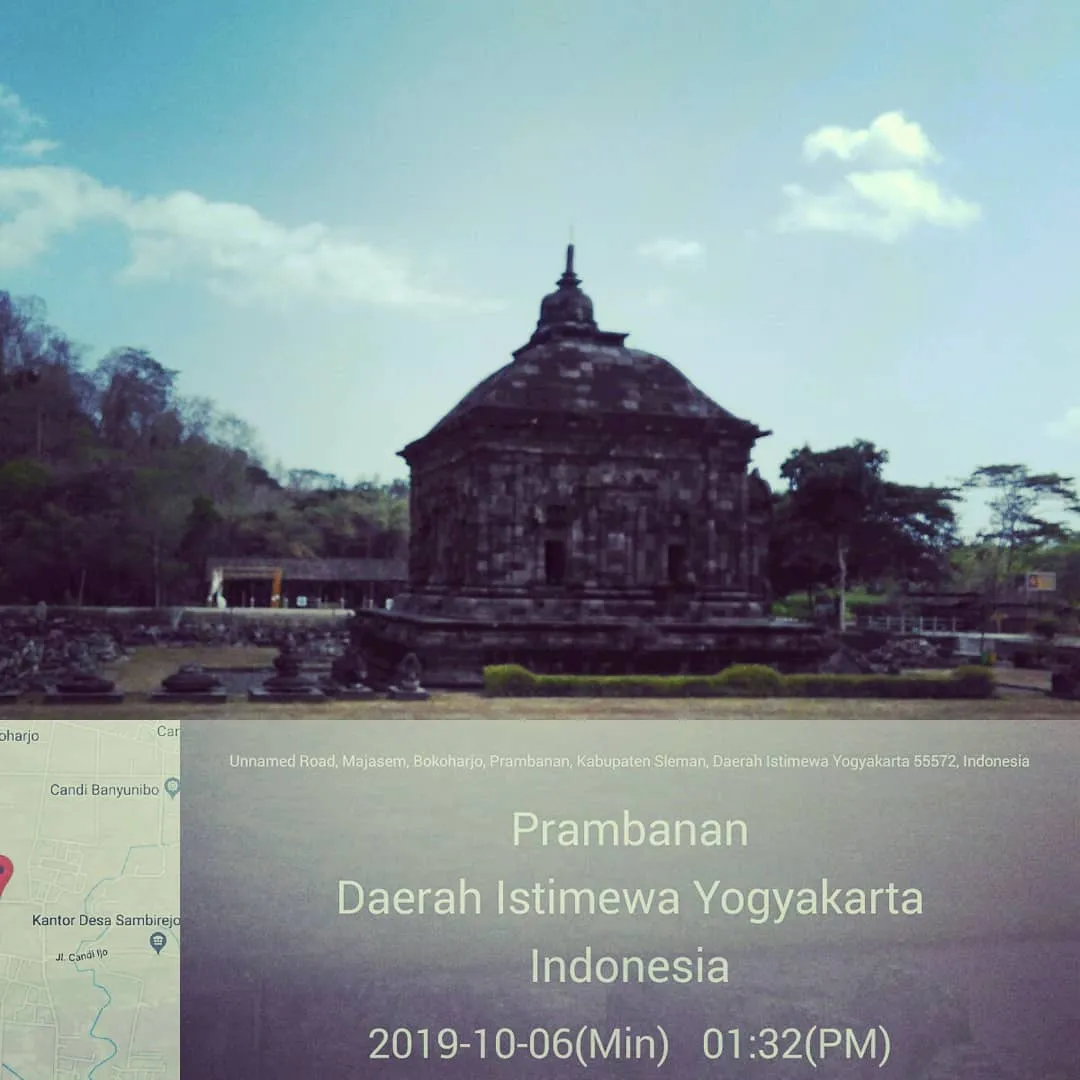 oharjo
Car
Candi Banyunibo
Kantor Desa Sambirejo
Jl. Candi Ijo
Unnamed Road, Majasem, Bokoharjo, Prambanan, Kabupaten Sleman, Daerah Istimewa Yogyakarta 55572, Indonesia
Prambanan
Daerah Istimewa Yogyakarta
Indonesia
2019-10-06(Min) 01:32(PM)